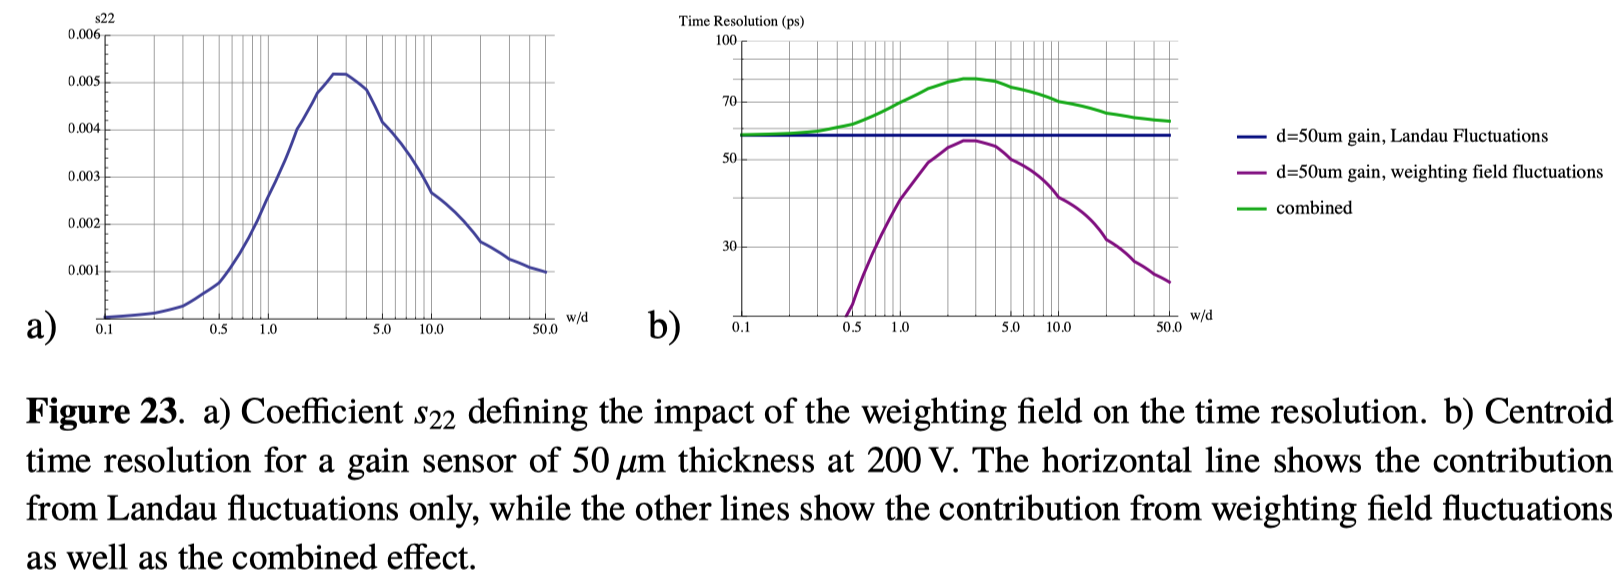 s22
0.006
0.005
0.004
0.003
0.002
0.001
0.1 0.5 1.0 5.0 10.0 50.0
w/d
a)
Time Resolution (ps)
100
70
50
30
0.1 0.5 1.0 5.0 10.0 50.0
w/d
b)
d=50um gain, Landau Fluctuations
d=50um gain, weighting field fluctuations
combined
Figure 23. a) Coefficient s22 defining the impact of the weighting field on the time resolution. b) Centroid
time resolution for a gain sensor of 50 μm thickness at 200 V. The horizontal line shows the contribution
from Landau fluctuations only, while the other lines show the contribution from weighting field fluctuations
as well as the combined effect.